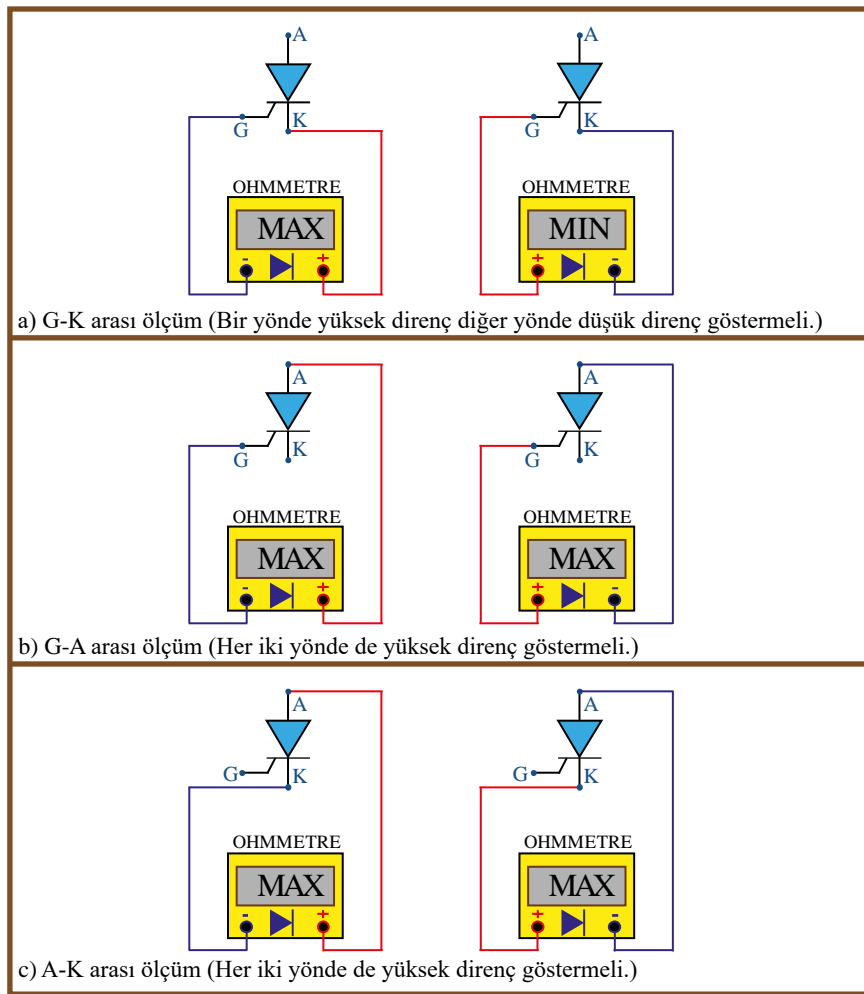 A A
G K G K
OHMMETRE OHMMETRE
MAX MIN
- + + -
a) G-K arası ölçüm (Bir yönde yüksek direnç diğer yönde düşük direnç göstermeli.)
A A
G K G K
OHMMETRE OHMMETRE
MAX MAX
- + + -
b) G-A arası ölçüm (Her iki yönde de yüksek direnç göstermeli.)
A A
G K G K
OHMMETRE OHMMETRE
MAX MAX
- + + -
c) A-K arası ölçüm (Her iki yönde de yüksek direnç göstermeli.)